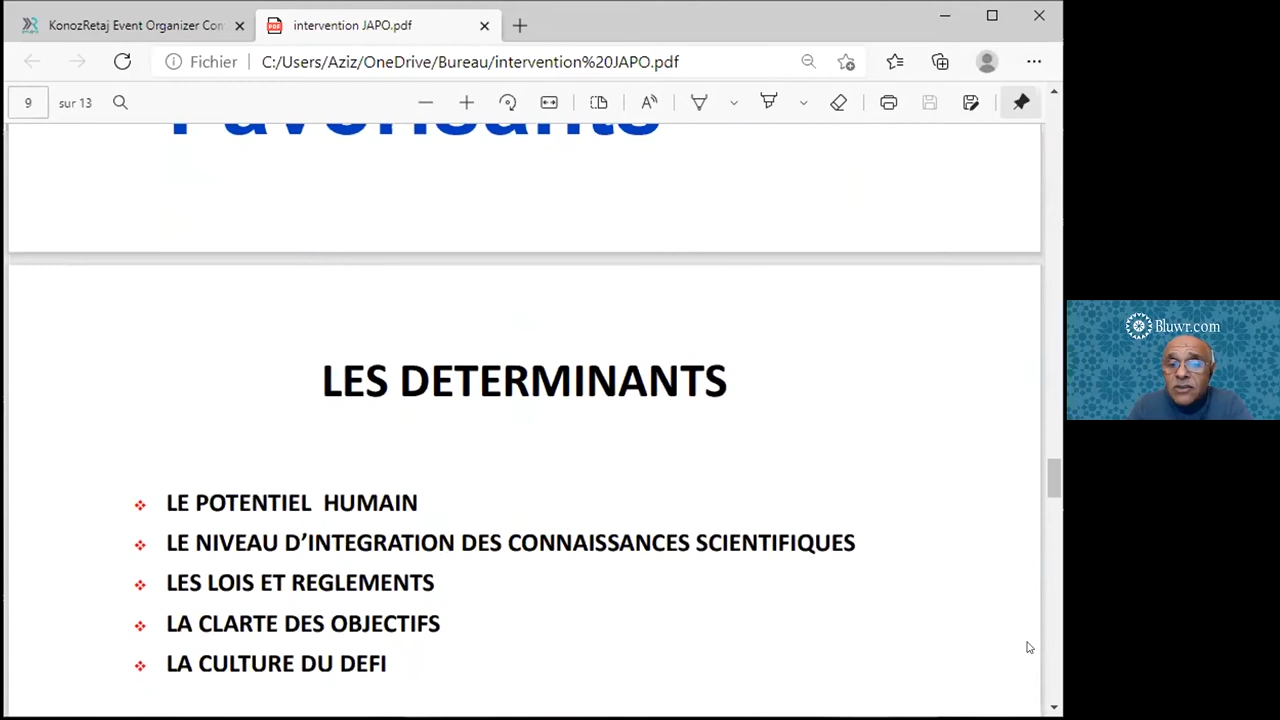 KonozRetaj Event Organizer Con
intervention JAPO.pdf
Fichier
C:/Users/Aziz/OneDrive/Bureau/intervention%20JAPO.pdf
9 sur 13
Favorisants
LES DETERMINANTS
LE POTENTIEL HUMAIN
LE NIVEAU D’INTEGRATION DES CONNAISSANCES SCIENTIFIQUES
LES LOIS ET REGLEMENTS
LA CLARTE DES OBJECTIFS
LA CULTURE DU DEFI
Bluwr.com